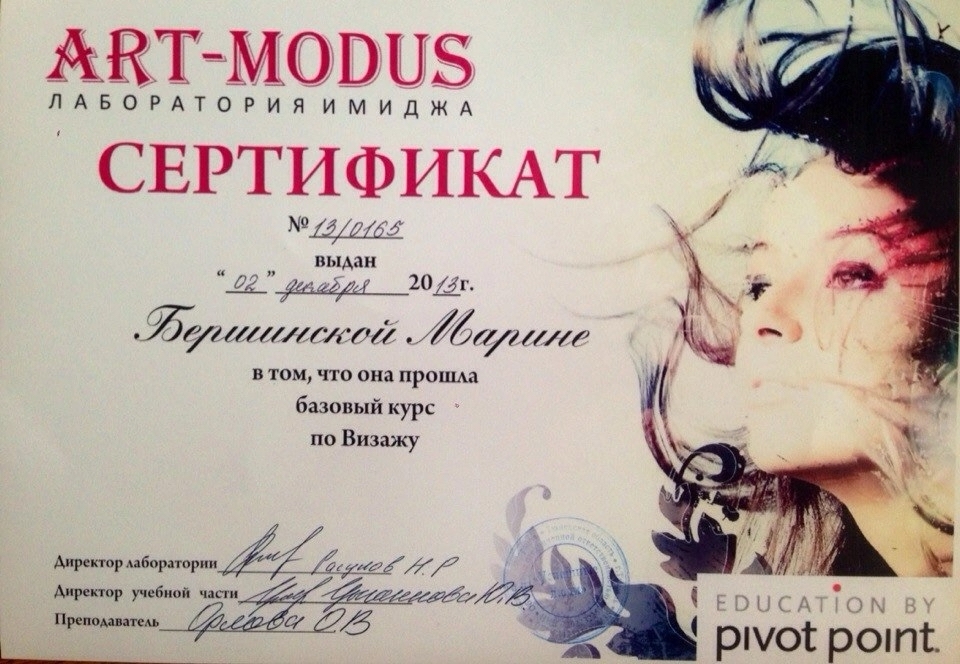 ART-MODUS
ЛАБОРАТОРИЯ ИМИДЖА
СЕРТИФИКАТ
№ 13/0165
выдан
"02" декабря 2013г.
Бершинской Марине
в том, что она прошла
базовый курс
по Визажу
Директор лаборатории Расулов Н.Р
Директор учебной части Ю.В.
Преподаватель Орлова О.В
EDUCATION BY
pivot point.